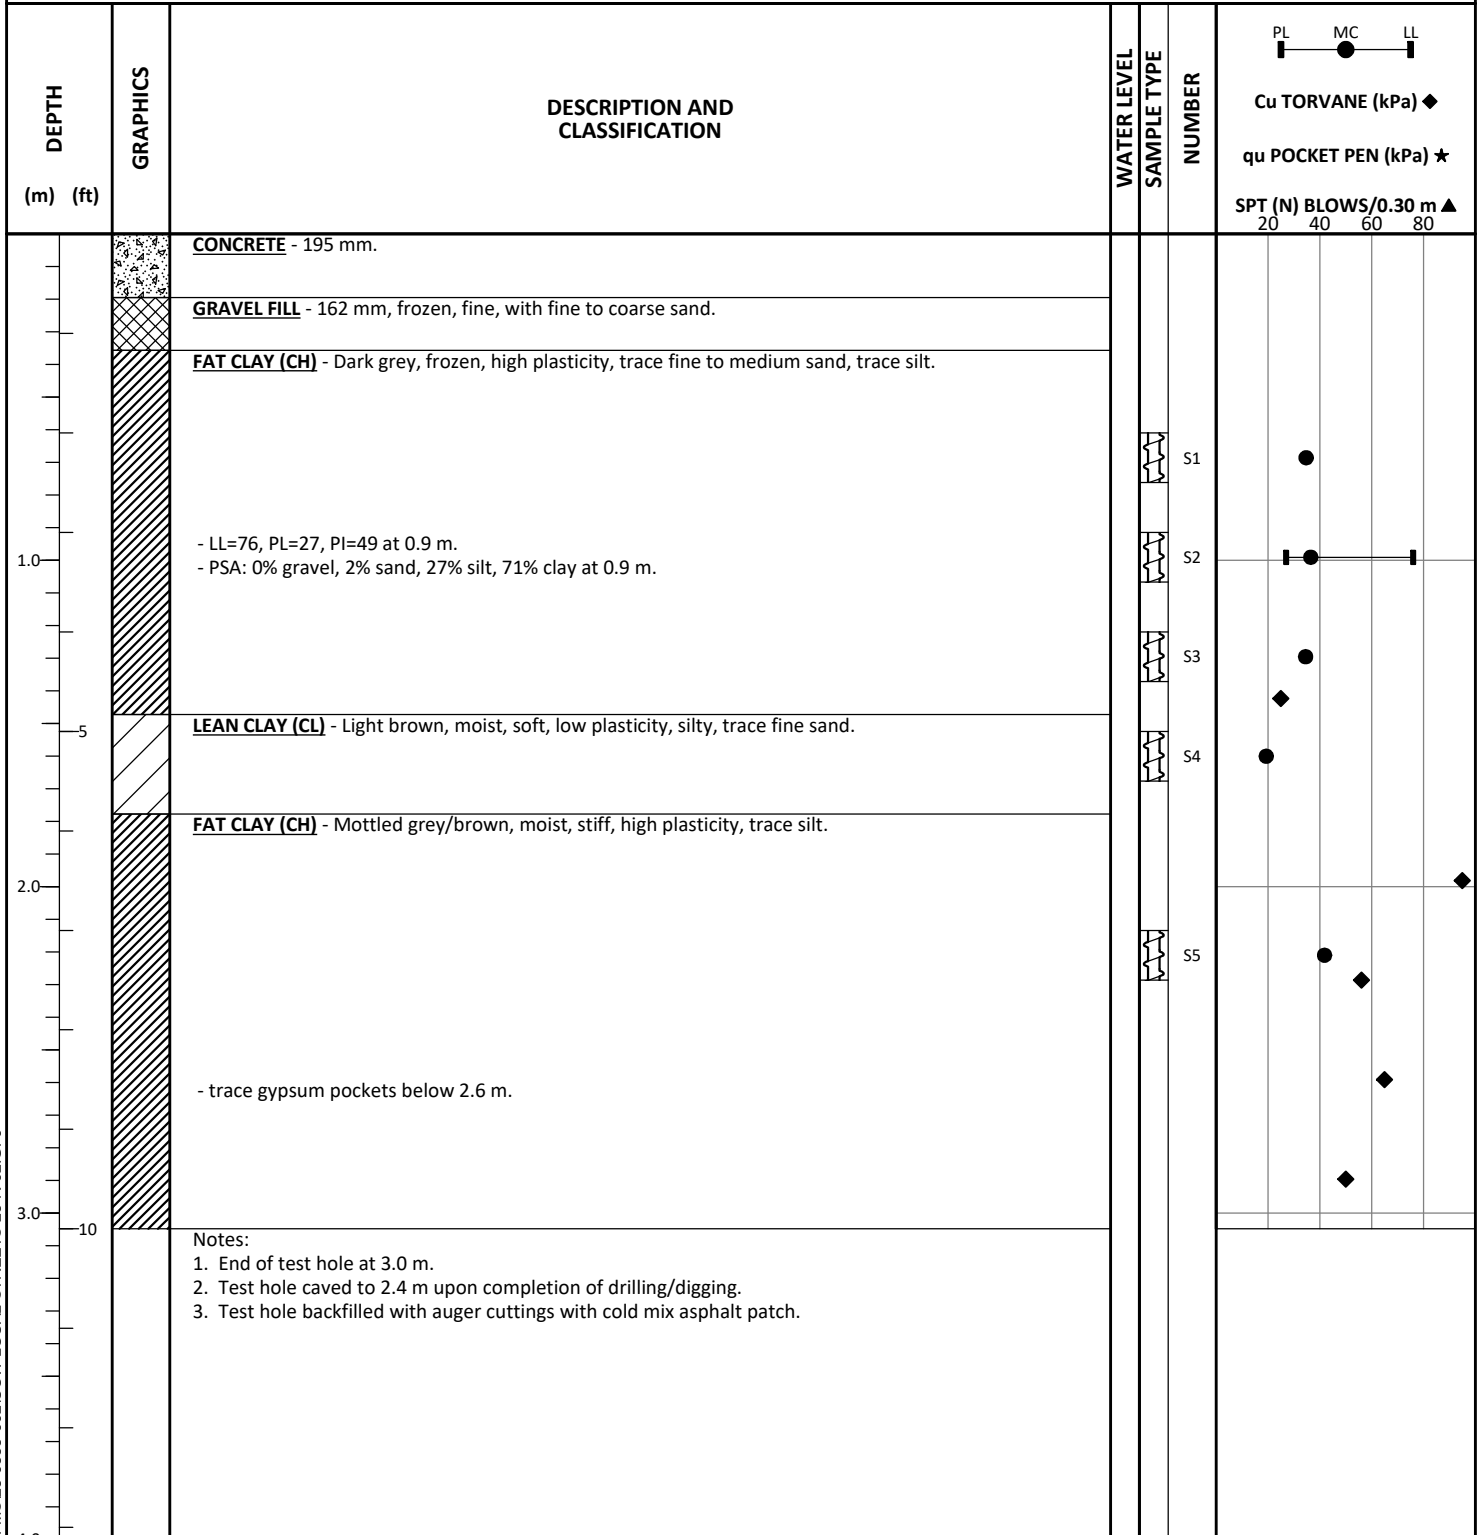 DEPTH
(m) (ft)
GRAPHICS
DESCRIPTION AND
CLASSIFICATION
WATER LEVEL
SAMPLE TYPE
NUMBER
PL MC LL
Cu TORVANE (kPa) ◆
qu POCKET PEN (kPa) ★
SPT (N) BLOWS/0.30 m ▲
20 40 60 80
CONCRETE - 195 mm.
GRAVEL FILL - 162 mm, frozen, fine, with fine to coarse sand.
FAT CLAY (CH) - Dark grey, frozen, high plasticity, trace fine to medium sand, trace silt.
S1
- LL=76, PL=27, PI=49 at 0.9 m.
1.0
- PSA: 0% gravel, 2% sand, 27% silt, 71% clay at 0.9 m.
S2
S3
LEAN CLAY (CL) - Light brown, moist, soft, low plasticity, silty, trace fine sand.
5
S4
FAT CLAY (CH) - Mottled grey/brown, moist, stiff, high plasticity, trace silt.
2.0
S5
- trace gypsum pockets below 2.6 m.
3.0
10
Notes:
1. End of test hole at 3.0 m.
2. Test hole caved to 2.4 m upon completion of drilling/digging.
3. Test hole backfilled with auger cuttings with cold mix asphalt patch.